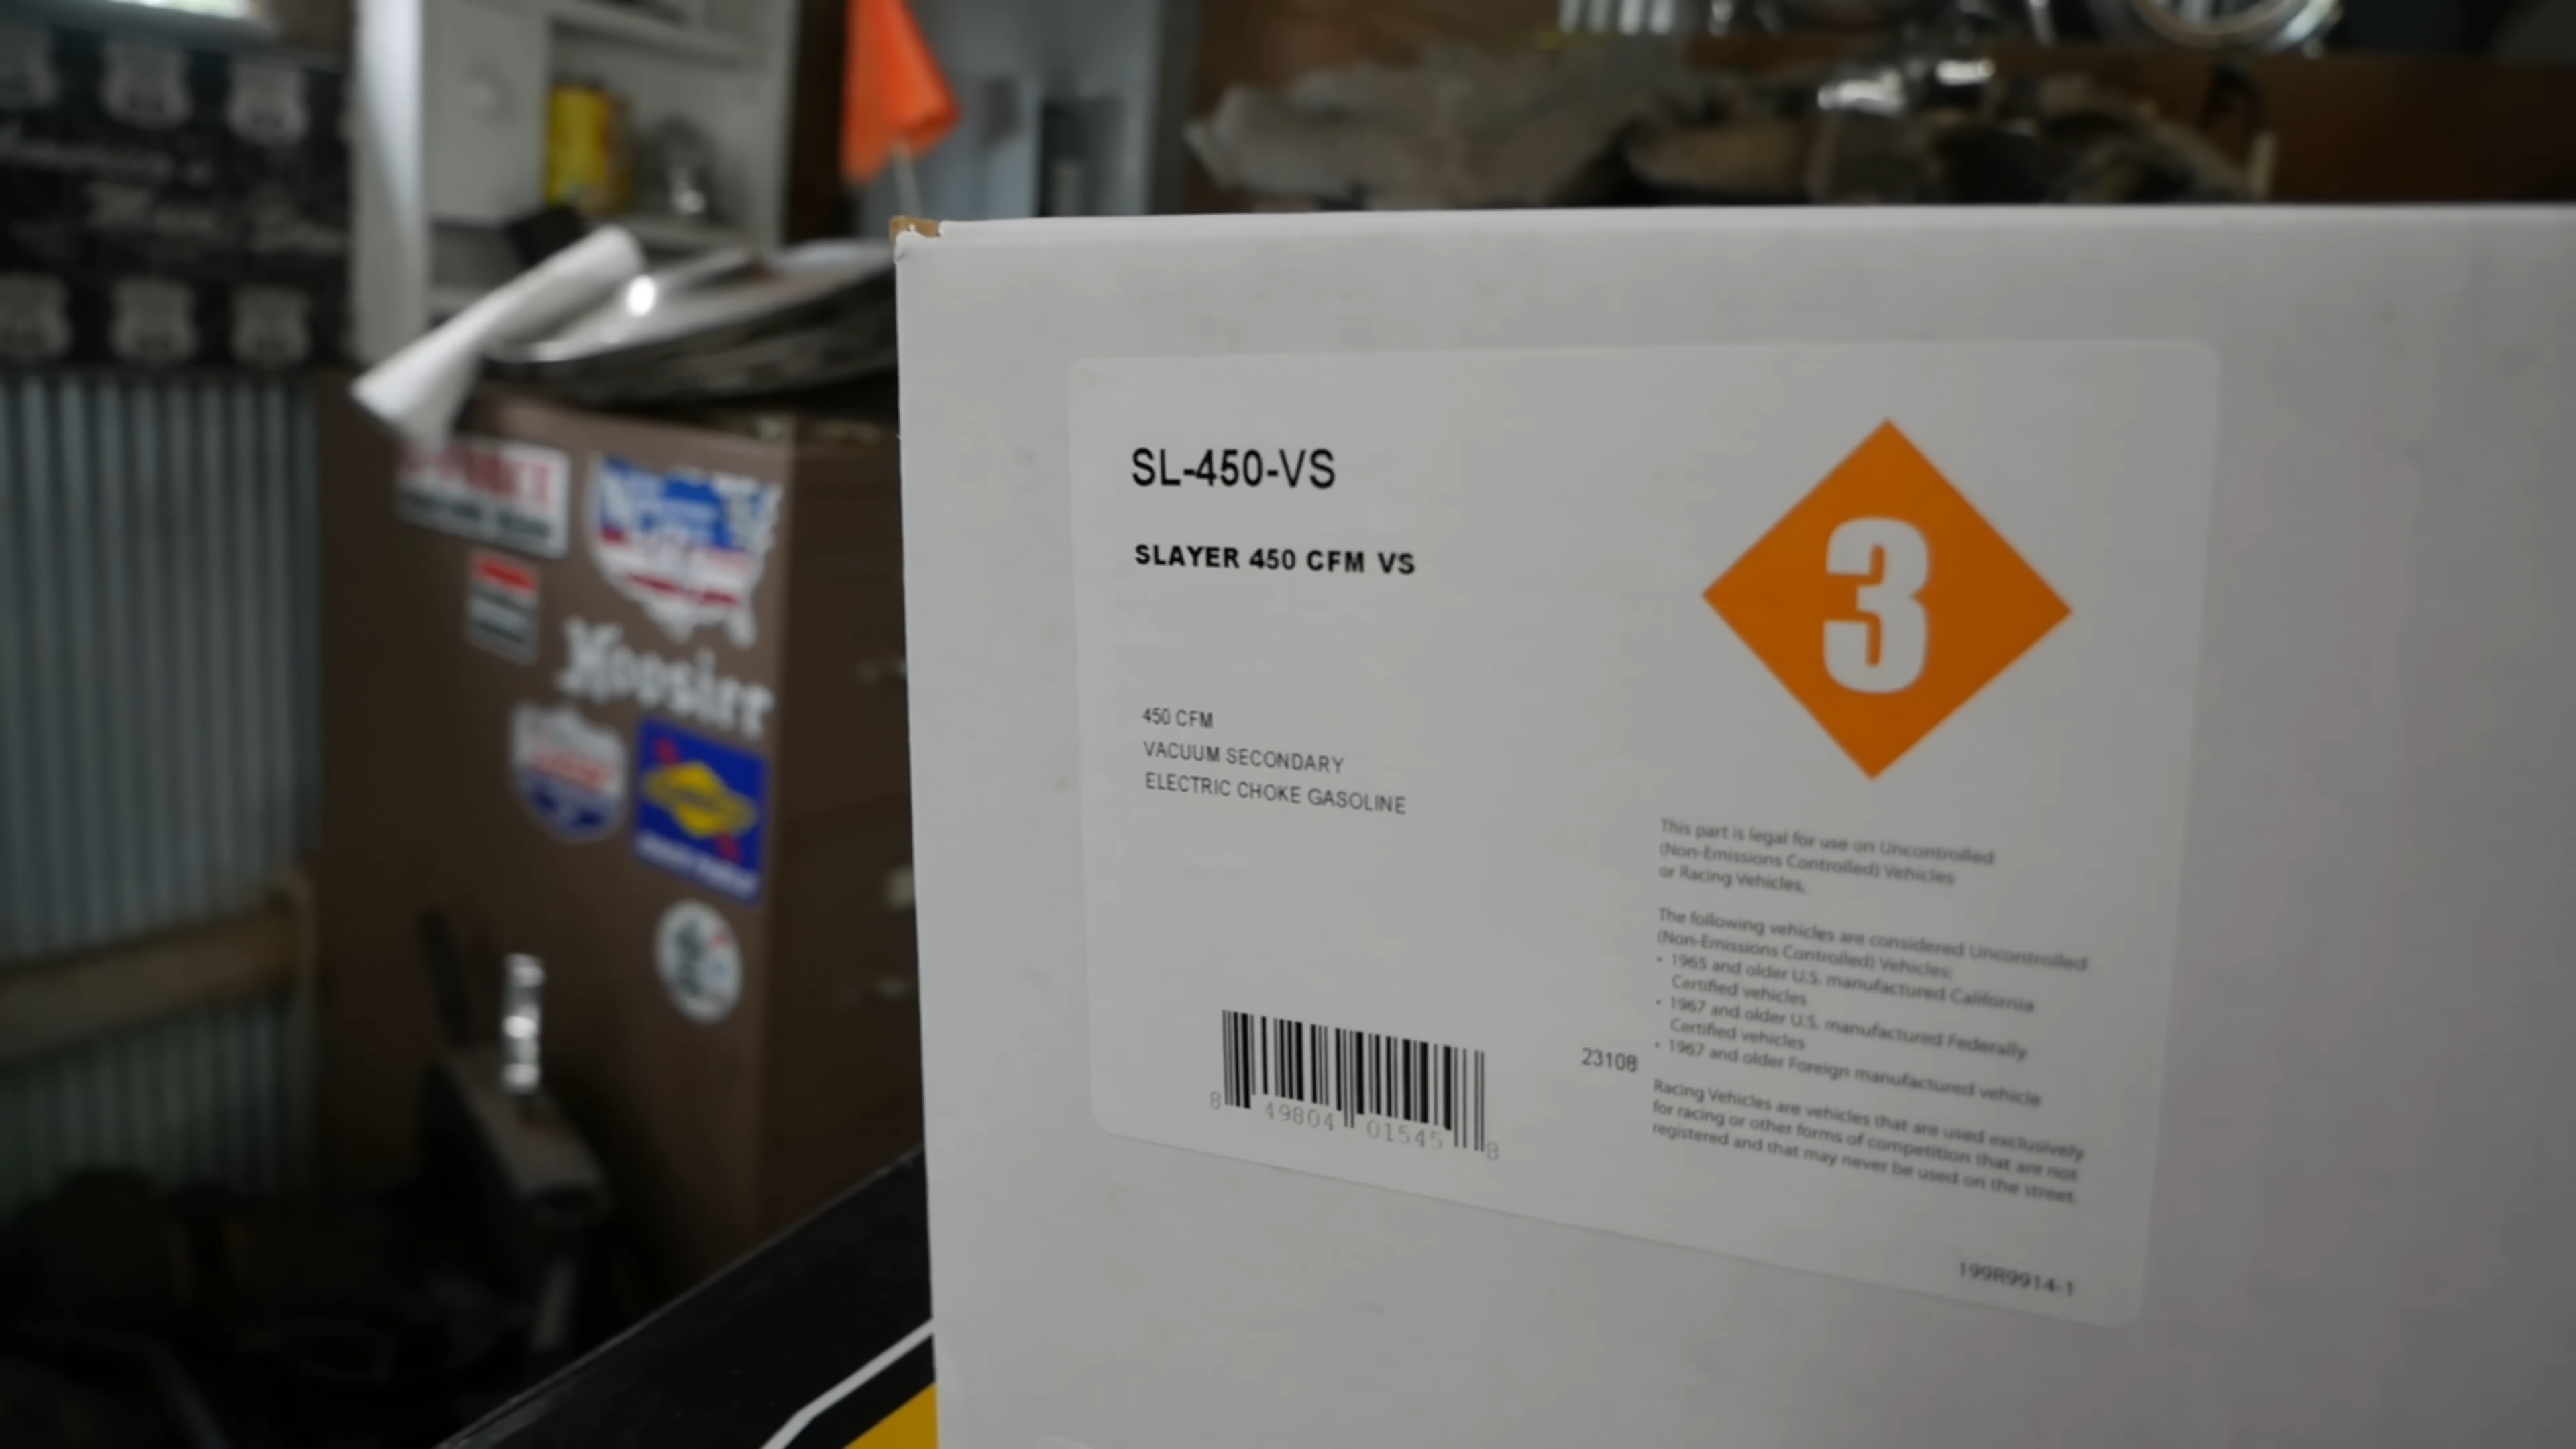 SL-450-VS
SLAYER 450 CFM VS
450 CFM
VACUUM SECONDARY
ELECTRIC CHOKE GASOLINE
8 49804 01545 8
23108
3
This part is legal for use on Uncontrolled
(Non-Emissions Controlled) Vehicles
or Racing Vehicles.
The following vehicles are considered Uncontrolled
(Non-Emissions Controlled) Vehicles:
• 1965 and older U.S. manufactured California
Certified vehicles
• 1967 and older U.S. manufactured Federally
Certified vehicles
• 1967 and older Foreign manufactured vehicle
Racing Vehicles are vehicles that are used exclusively
for racing or other forms of competition that are not
registered and that may never be used on the street.
199R9914-1
Hoosier